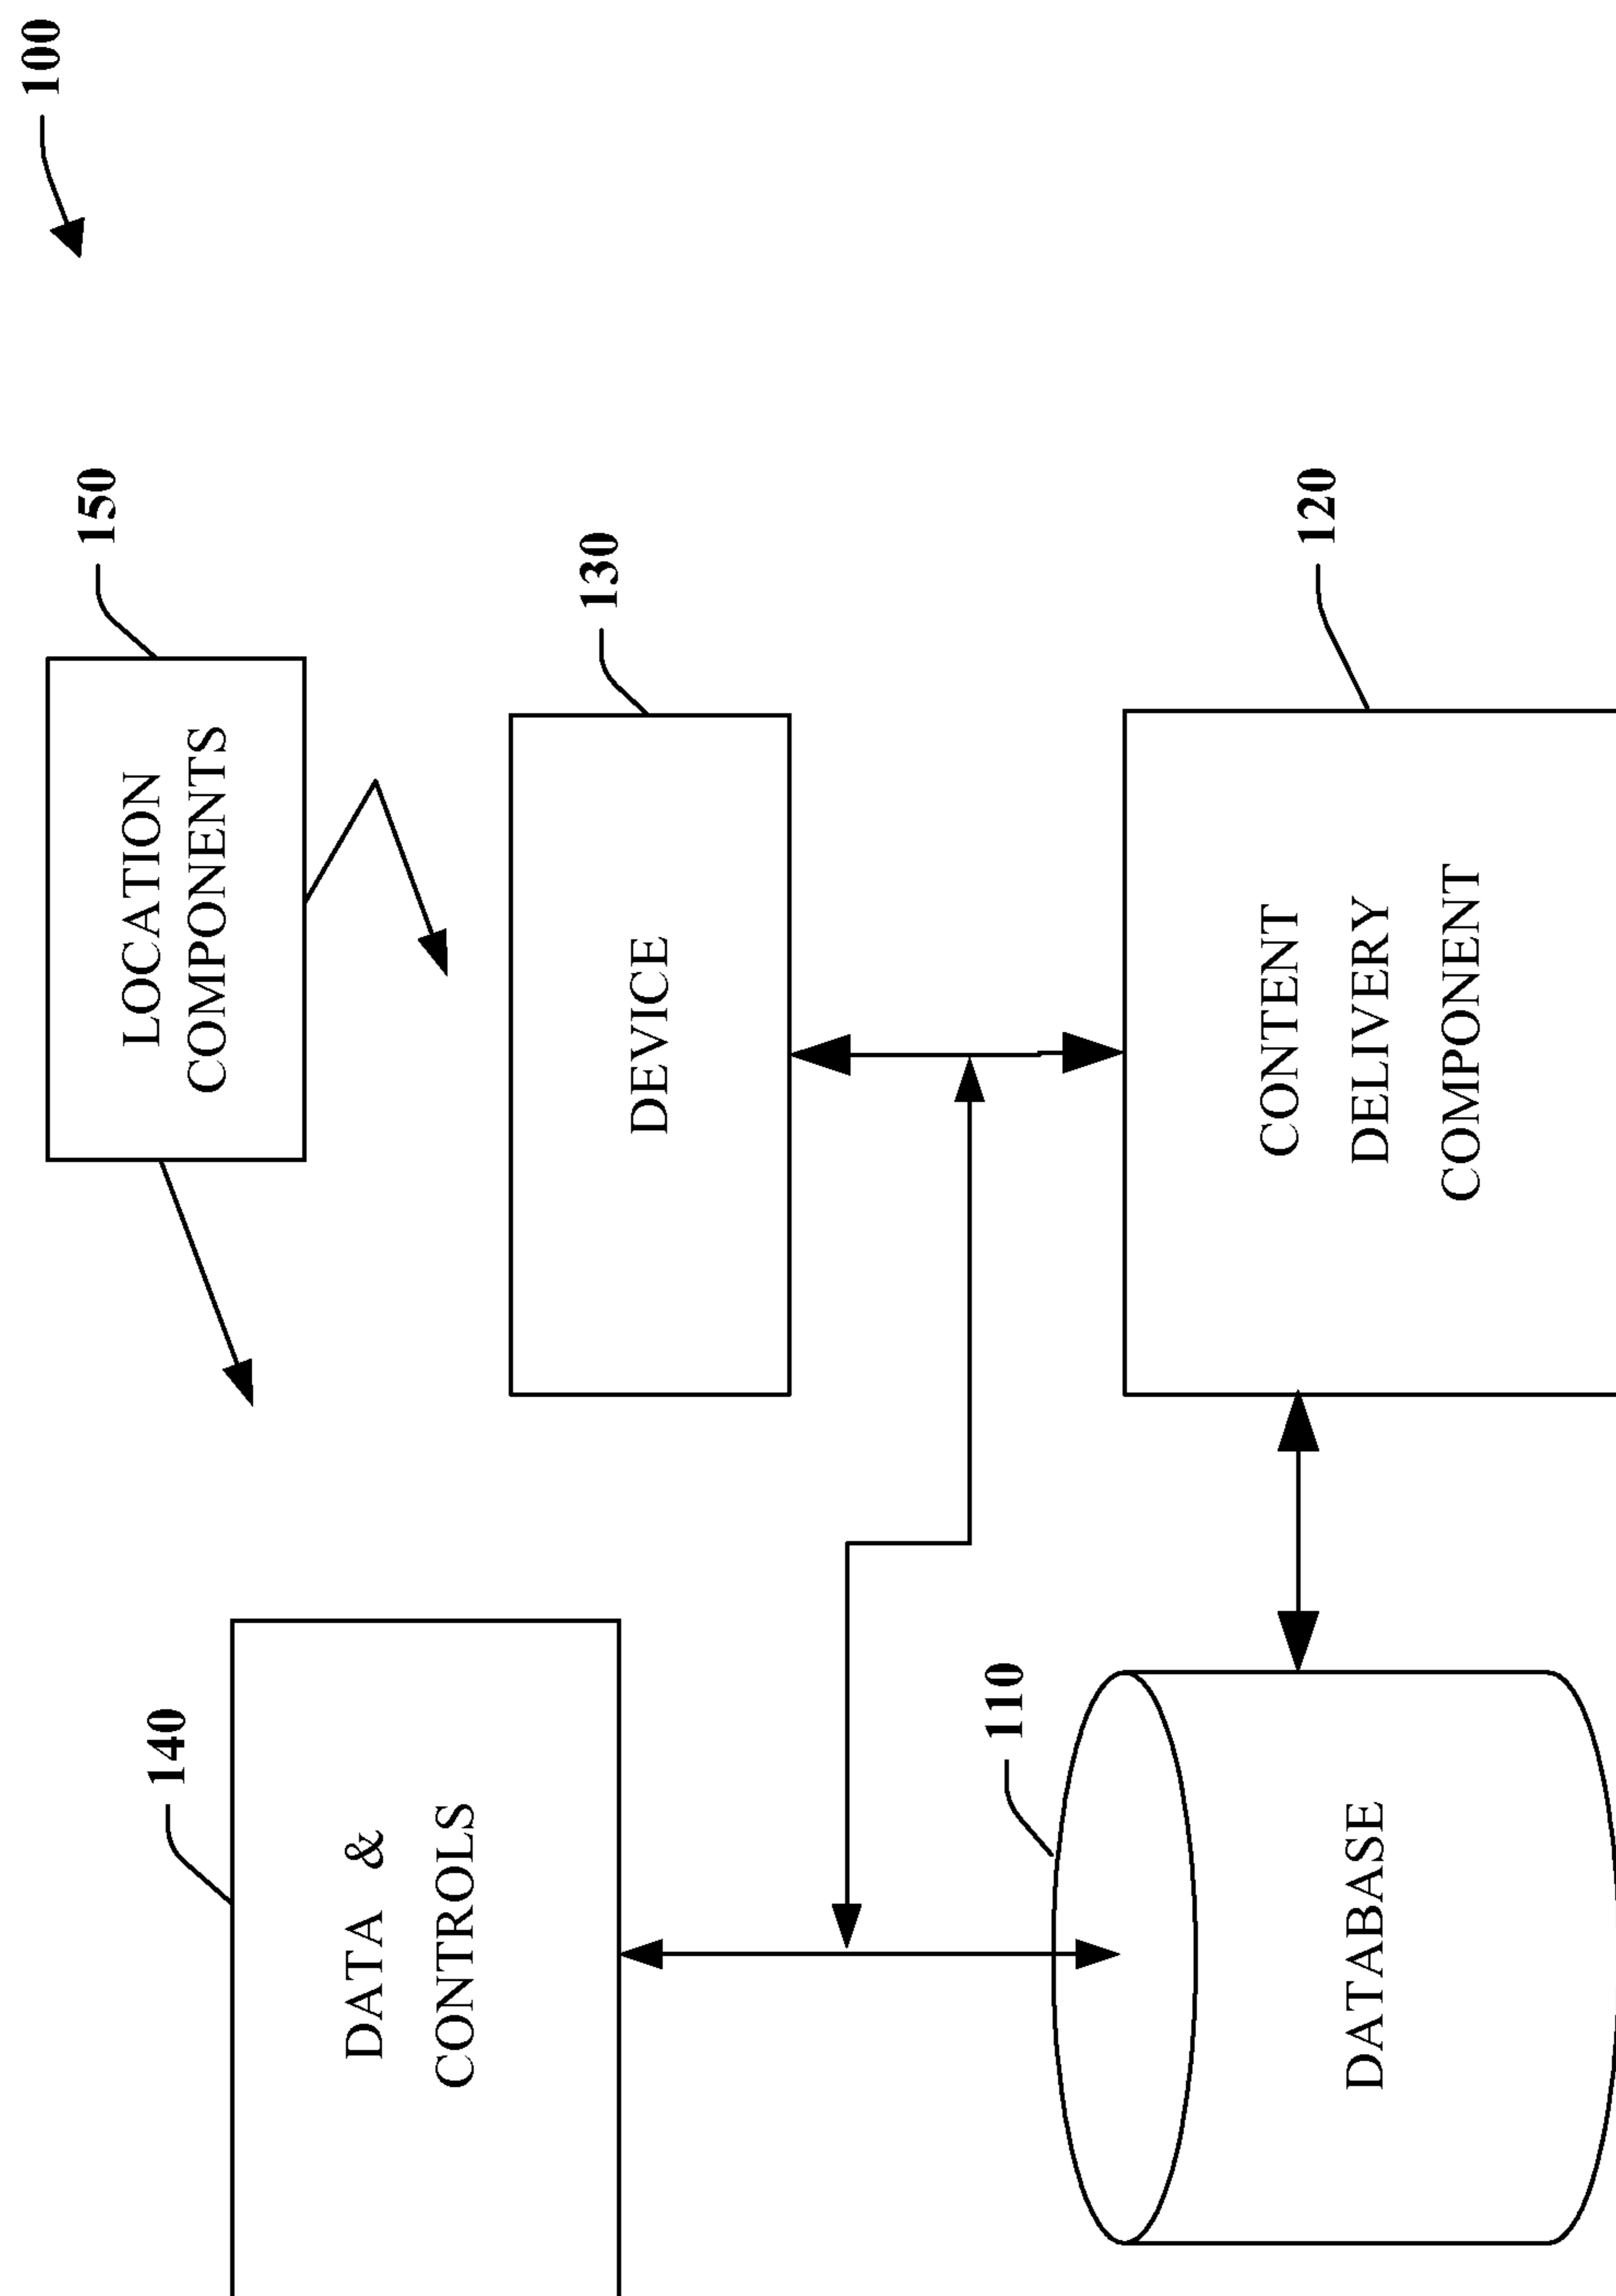 100
150
LOCATION
COMPONENTS
140
DATA &
CONTROLS
130
DEVICE
110
DATABASE
120
CONTENT
DELIVERY
COMPONENT